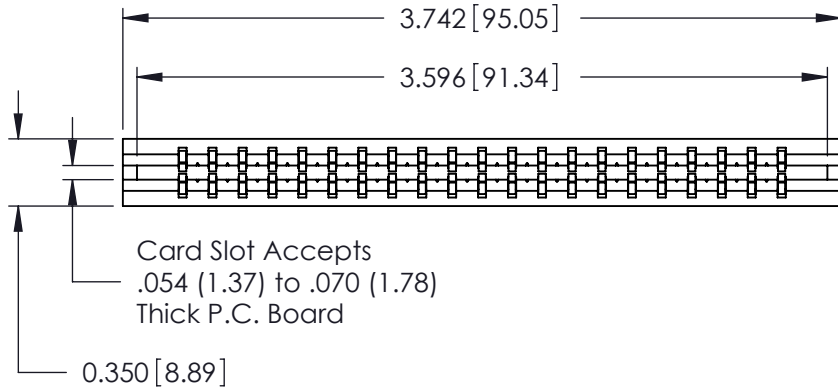 3.742 [95.05]
3.596 [91.34]
Card Slot Accepts
.054 (1.37) to .070 (1.78)
Thick P.C. Board
0.350 [8.89]